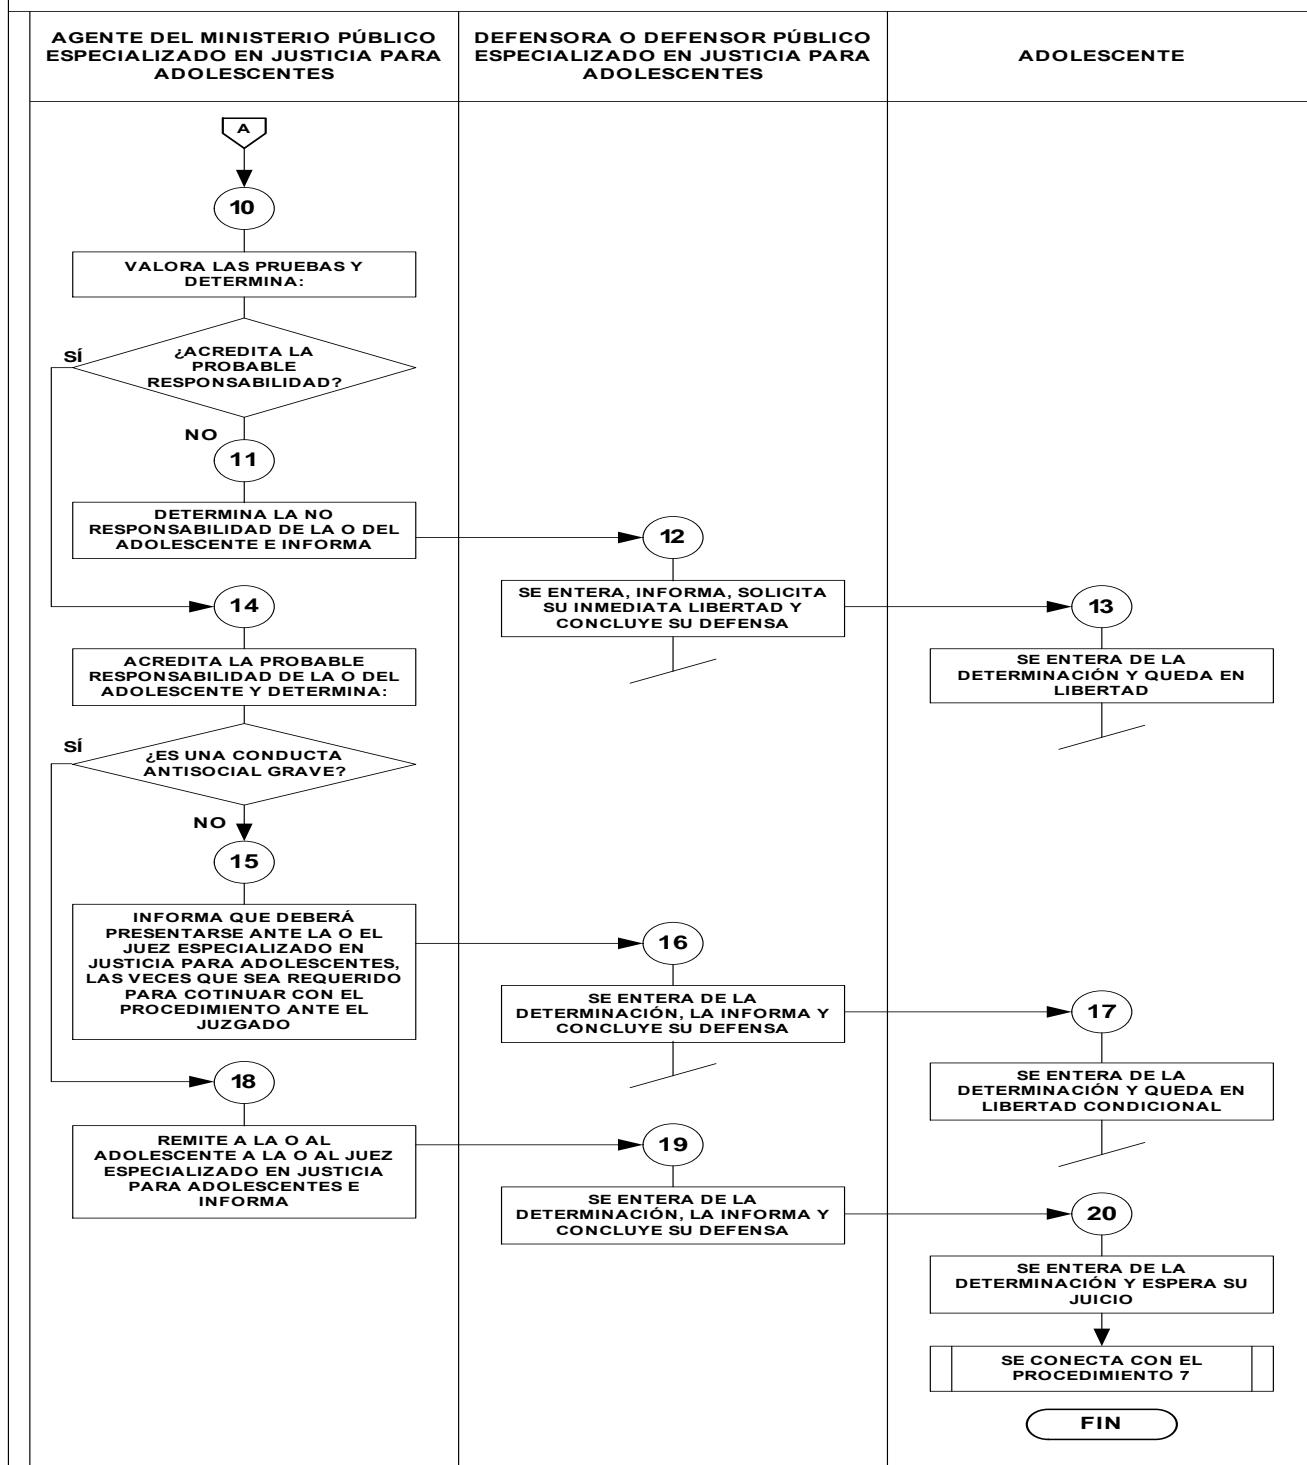 AGENTE DEL MINISTERIO PÚBLICO
ESPECIALIZADO EN JUSTICIA PARA
ADOLESCENTES
DEFENSORA O DEFENSOR PÚBLICO
ESPECIALIZADO EN JUSTICIA PARA
ADOLESCENTES
ADOLESCENTE
A
10
VALORA LAS PRUEBAS Y
DETERMINA:
¿ACREDITA LA
PROBABLE
RESPONSABILIDAD?
SÍ
NO
11
DETERMINA LA NO
RESPONSABILIDAD DE LA O DEL
ADOLESCENTE E INFORMA
12
SE ENTERA, INFORMA, SOLICITA
SU INMEDIATA LIBERTAD Y
CONCLUYE SU DEFENSA
13
SE ENTERA DE LA
DETERMINACIÓN Y QUEDA EN
LIBERTAD
14
ACREDITA LA PROBABLE
RESPONSABILIDAD DE LA O DEL
ADOLESCENTE Y DETERMINA:
SÍ
¿ES UNA CONDUCTA
ANTISOCIAL GRAVE?
NO
15
INFORMA QUE DEBERÁ
PRESENTARSE ANTE LA O EL
JUEZ ESPECIALIZADO EN
JUSTICIA PARA ADOLESCENTES,
LAS VECES QUE SEA REQUERIDO
PARA COTINUAR CON EL
PROCEDIMIENTO ANTE EL
JUZGADO
16
SE ENTERA DE LA
DETERMINACIÓN, LA INFORMA Y
CONCLUYE SU DEFENSA
17
SE ENTERA DE LA
DETERMINACIÓN Y QUEDA EN
LIBERTAD CONDICIONAL
18
REMITE A LA O AL
ADOLESCENTE A LA O AL JUEZ
ESPECIALIZADO EN JUSTICIA
PARA ADOLESCENTES E
INFORMA
19
SE ENTERA DE LA
DETERMINACIÓN, LA INFORMA Y
CONCLUYE SU DEFENSA
20
SE ENTERA DE LA
DETERMINACIÓN Y ESPERA SU
JUICIO
SE CONECTA CON EL
PROCEDIMIENTO 7
FIN